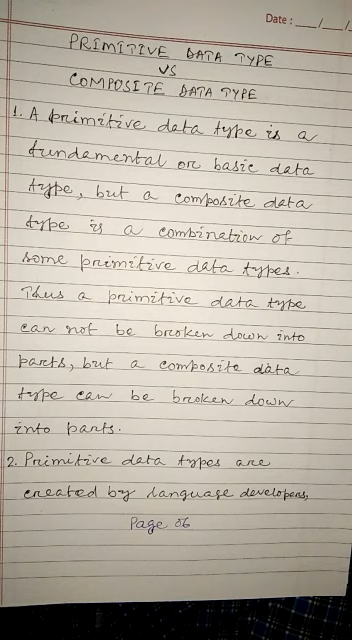 Date : __/__/_
PRIMITIVE DATA TYPE
VS
COMPOSITE DATA TYPE
1. A primitive data type is a
fundamental or basic data
type, but a composite data
type is a combination of
some primitive data types.
Thus a primitive data type
can not be broken down into
parts, but a composite data
type can be broken down
into parts.
2. Primitive data types are
created by language developers,
Page 06